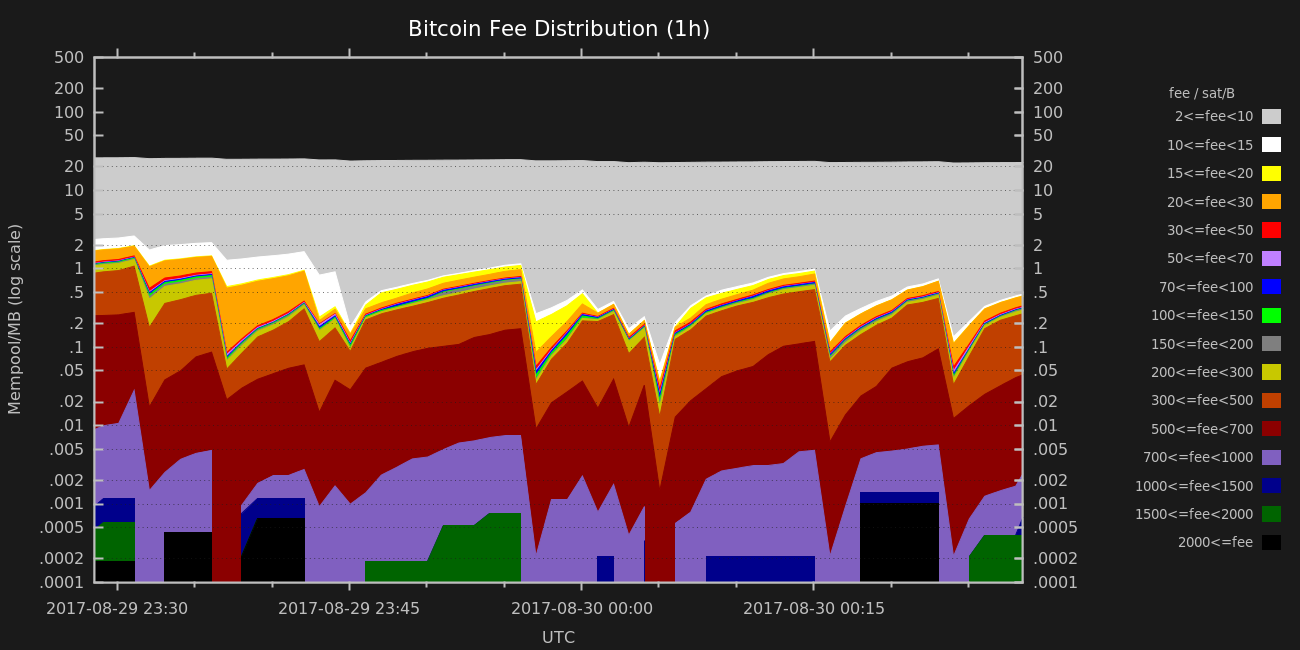 Bitcoin Fee Distribution (1h)
Mempool/MB (log scale)
500
200
100
50
20
10
5
2
1
.5
.2
.1
.05
.02
.01
.005
.002
.001
.0005
.0002
.0001
500
200
100
50
20
10
5
2
1
.5
.2
.1
.05
.02
.01
.005
.002
.001
.0005
.0002
.0001
2017-08-29 23:30 2017-08-29 23:45 2017-08-30 00:00 2017-08-30 00:15
UTC
fee / sat/B
2<=fee<10
10<=fee<15
15<=fee<20
20<=fee<30
30<=fee<50
50<=fee<70
70<=fee<100
100<=fee<150
150<=fee<200
200<=fee<300
300<=fee<500
500<=fee<700
700<=fee<1000
1000<=fee<1500
1500<=fee<2000
2000<=fee